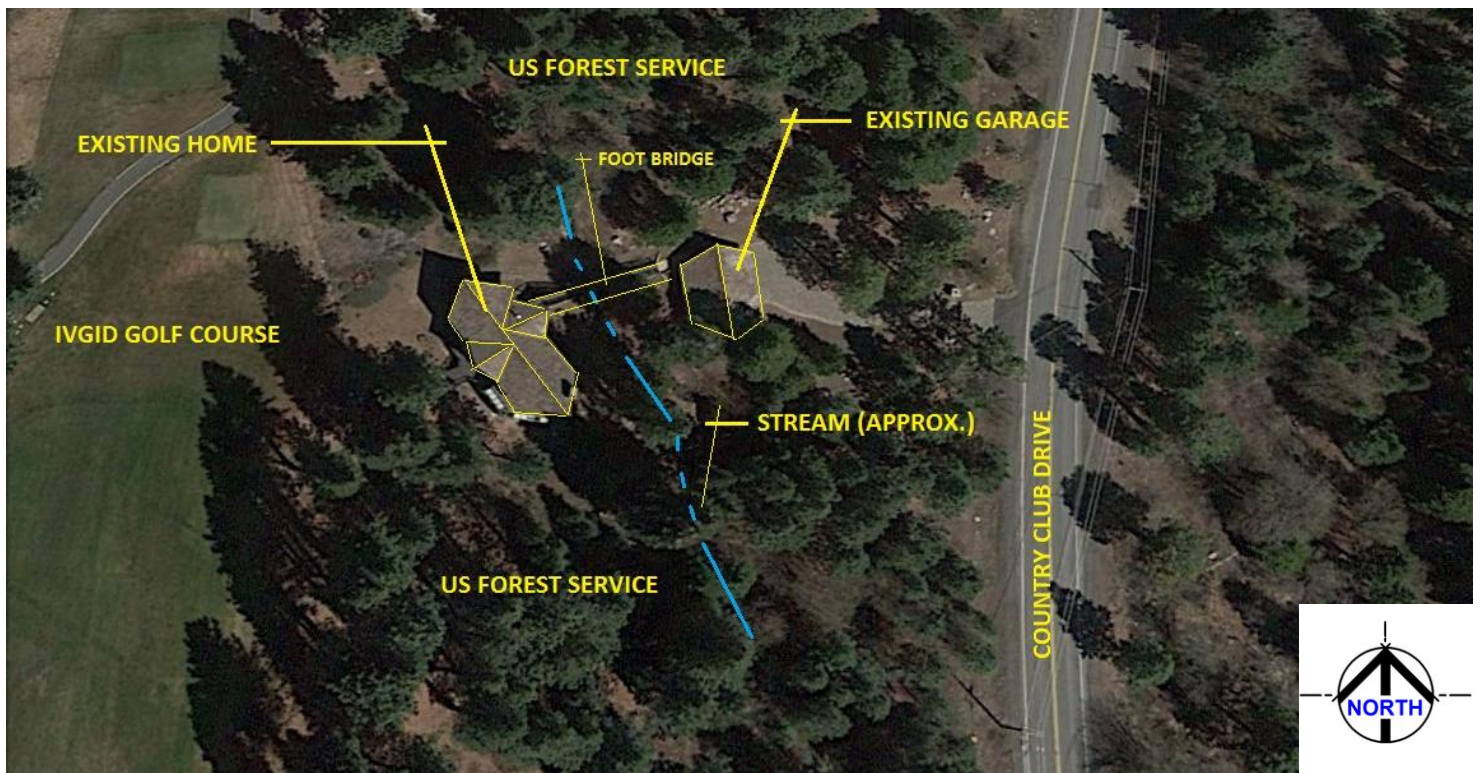 US FOREST SERVICE
EXISTING HOME
EXISTING GARAGE
FOOT BRIDGE
IVGID GOLF COURSE
STREAM (APPROX.)
COUNTRY CLUB DRIVE
US FOREST SERVICE
NORTH